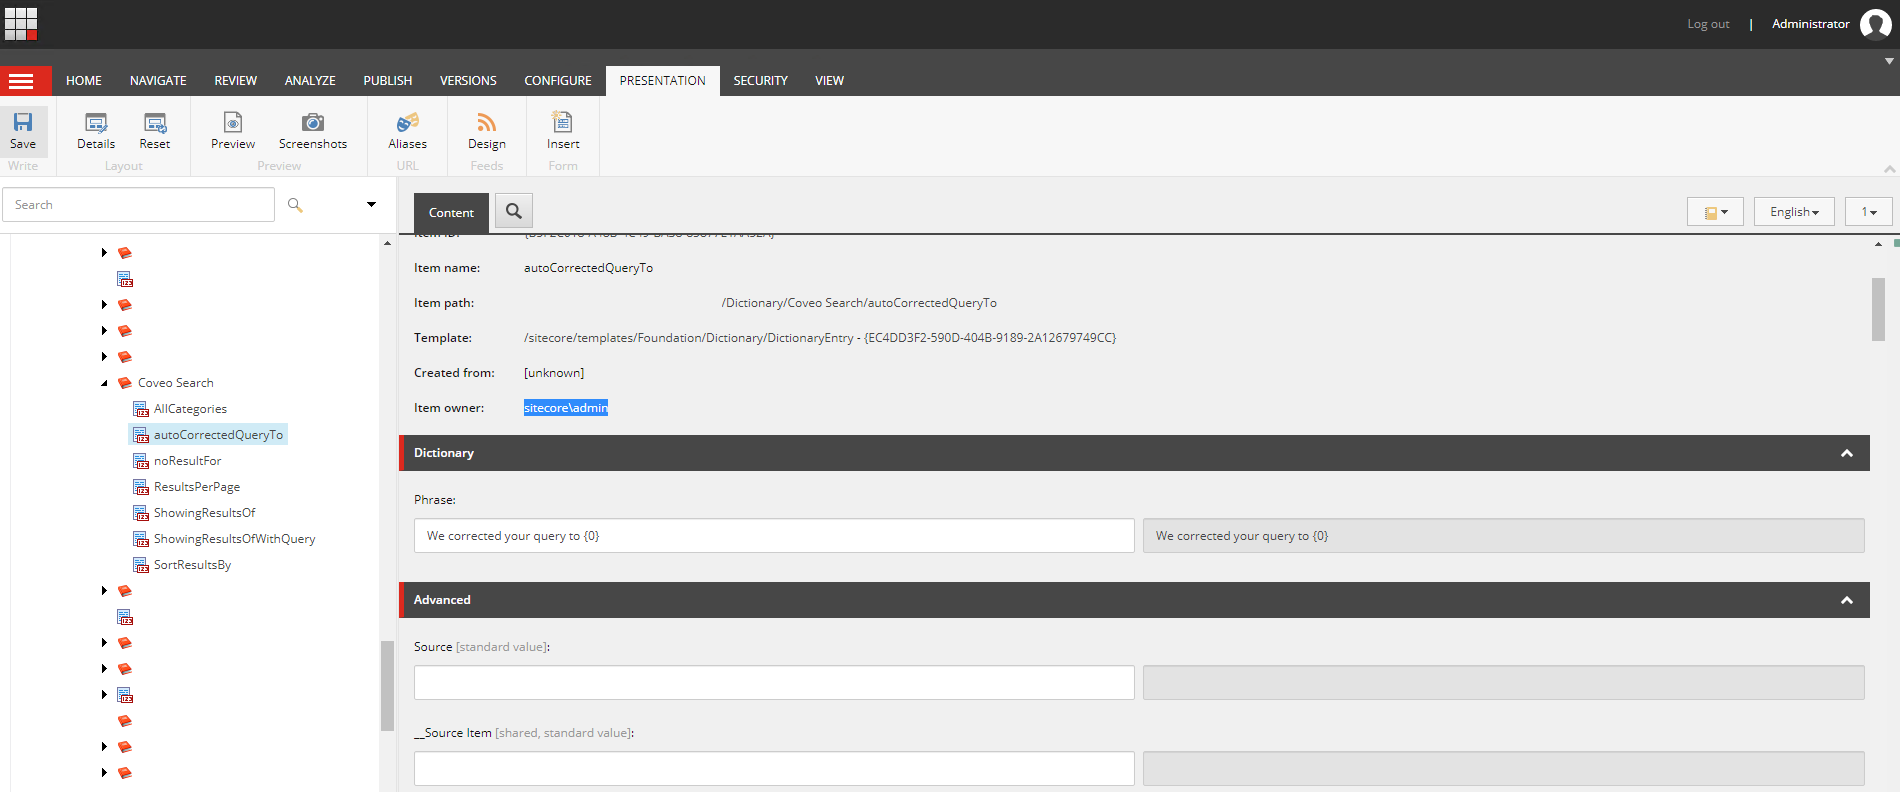 Log out | Administrator
HOME NAVIGATE REVIEW ANALYZE PUBLISH VERSIONS CONFIGURE PRESENTATION SECURITY VIEW
Save Details Reset Preview Screenshots Aliases Design Insert
Write Layout Preview URL Feeds Form
Search
Content
English
1
Item ID:
Item name: autoCorrectedQueryTo
Item path: /Dictionary/Coveo Search/autoCorrectedQueryTo
Template: /sitecore/templates/Foundation/Dictionary/DictionaryEntry - {EC4DD3F2-590D-404B-9189-2A12679749CC}
Created from: [unknown]
Item owner: sitecore\admin
Coveo Search
AllCategories
autoCorrectedQueryTo
noResultFor
ResultsPerPage
ShowingResultsOf
ShowingResultsOfWithQuery
SortResultsBy
Dictionary
Phrase:
We corrected your query to {0}
We corrected your query to {0}
Advanced
Source [standard value]:
__Source Item [shared, standard value]: